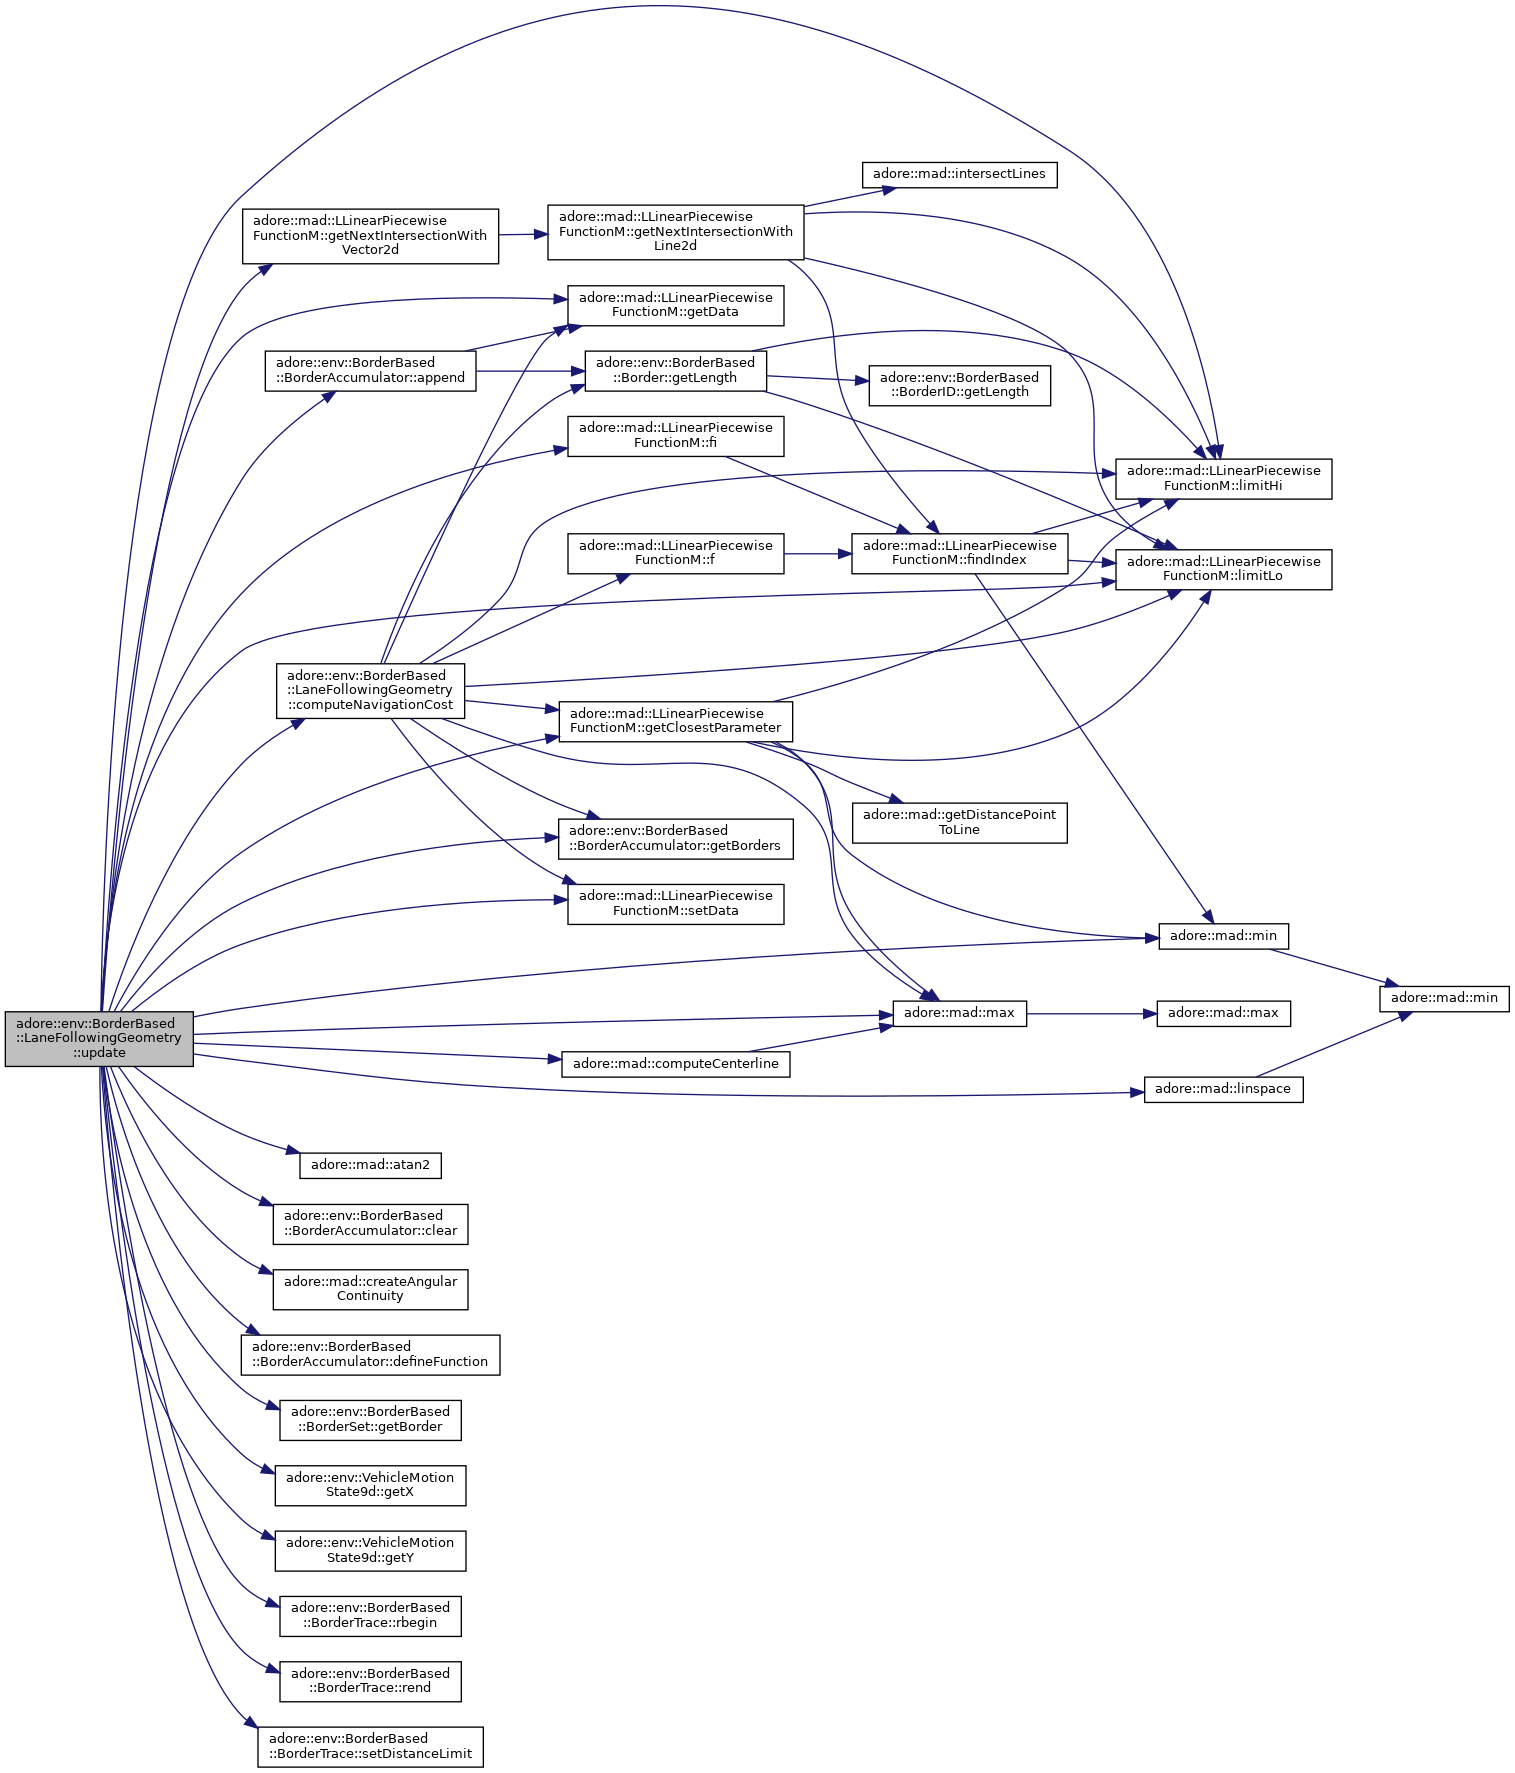 adore::mad::intersectLines
adore::mad::LLinearPiecewise
FunctionM::getNextIntersectionWith
Vector2d
adore::mad::LLinearPiecewise
FunctionM::getNextIntersectionWith
Line2d
adore::mad::LLinearPiecewise
FunctionM::getData
adore::env::BorderBased
::BorderAccumulator::append
adore::env::BorderBased
::Border::getLength
adore::env::BorderBased
::BorderID::getLength
adore::mad::LLinearPiecewise
FunctionM::fi
adore::mad::LLinearPiecewise
FunctionM::limitHi
adore::mad::LLinearPiecewise
FunctionM::f
adore::mad::LLinearPiecewise
FunctionM::findIndex
adore::mad::LLinearPiecewise
FunctionM::limitLo
adore::env::BorderBased
::LaneFollowingGeometry
::computeNavigationCost
adore::mad::LLinearPiecewise
FunctionM::getClosestParameter
adore::mad::getDistancePoint
ToLine
adore::env::BorderBased
::BorderAccumulator::getBorders
adore::mad::LLinearPiecewise
FunctionM::setData
adore::mad::min
adore::mad::min
adore::mad::max
adore::mad::max
adore::env::BorderBased
::LaneFollowingGeometry
::update
adore::mad::computeCenterline
adore::mad::linspace
adore::mad::atan2
adore::env::BorderBased
::BorderAccumulator::clear
adore::mad::createAngular
Continuity
adore::env::BorderBased
::BorderAccumulator::defineFunction
adore::env::BorderBased
::BorderSet::getBorder
adore::env::VehicleMotion
State9d::getX
adore::env::VehicleMotion
State9d::getY
adore::env::BorderBased
::BorderTrace::rbegin
adore::env::BorderBased
::BorderTrace::rend
adore::env::BorderBased
::BorderTrace::setDistanceLimit